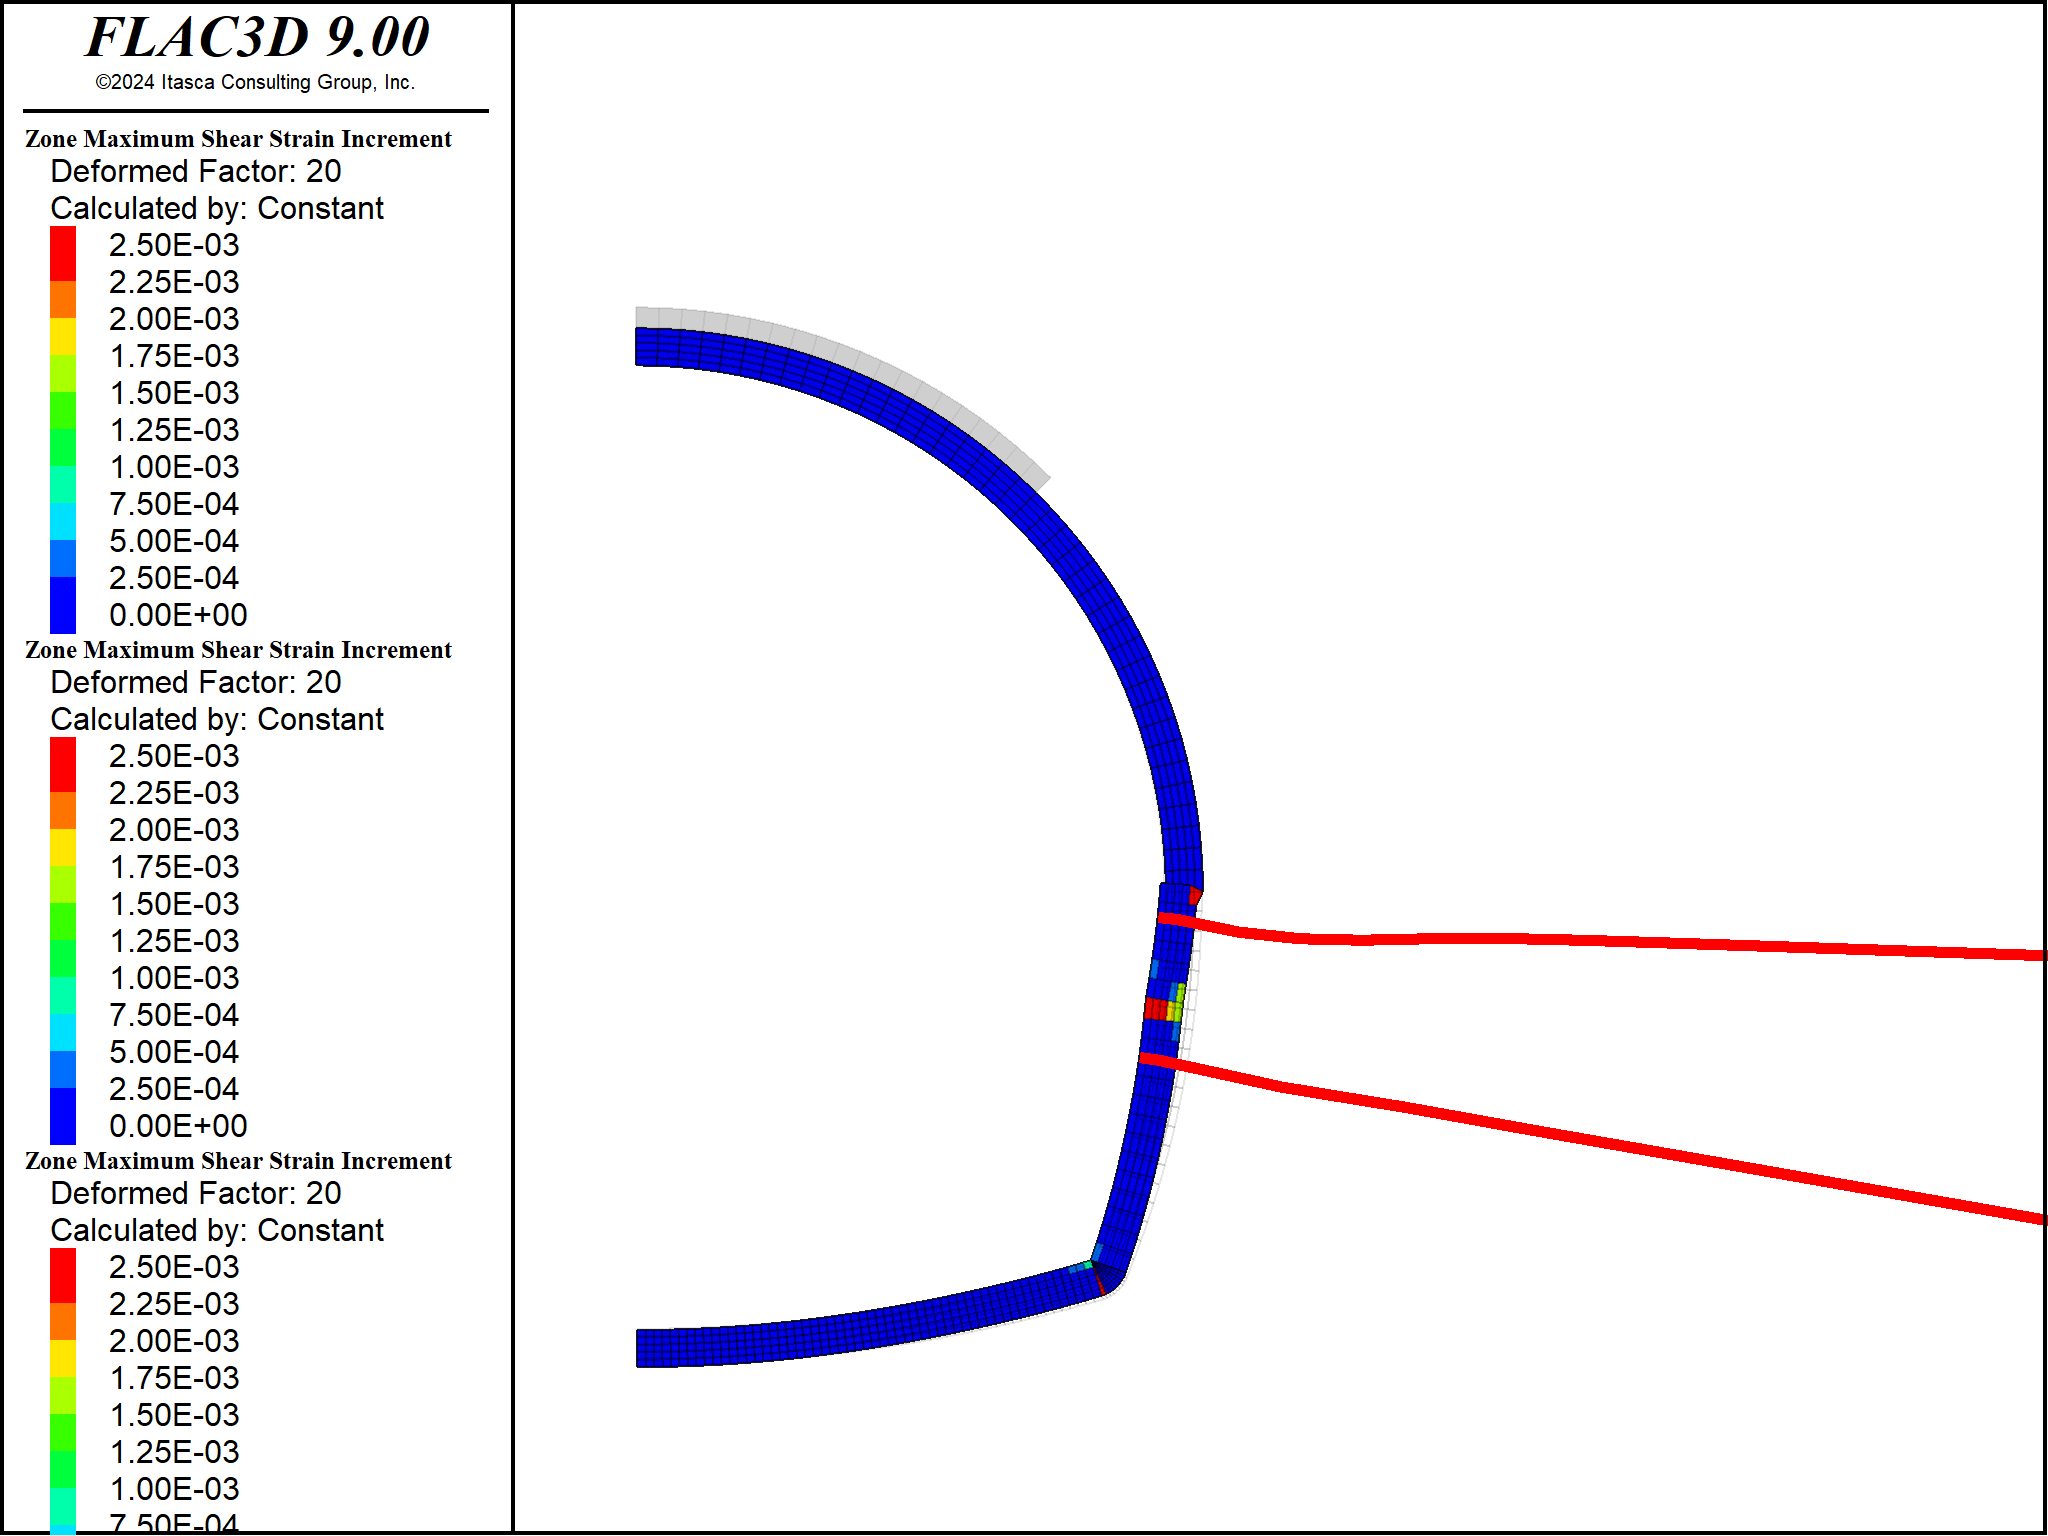 FLAC3D 9.00
©2024 Itasca Consulting Group, Inc.
Zone Maximum Shear Strain Increment
Deformed Factor: 20
Calculated by: Constant
2.50E-03
2.25E-03
2.00E-03
1.75E-03
1.50E-03
1.25E-03
1.00E-03
7.50E-04
5.00E-04
2.50E-04
0.00E+00
Zone Maximum Shear Strain Increment
Deformed Factor: 20
Calculated by: Constant
2.50E-03
2.25E-03
2.00E-03
1.75E-03
1.50E-03
1.25E-03
1.00E-03
7.50E-04
5.00E-04
2.50E-04
0.00E+00
Zone Maximum Shear Strain Increment
Deformed Factor: 20
Calculated by: Constant
2.50E-03
2.25E-03
2.00E-03
1.75E-03
1.50E-03
1.25E-03
1.00E-03
7.50E-04